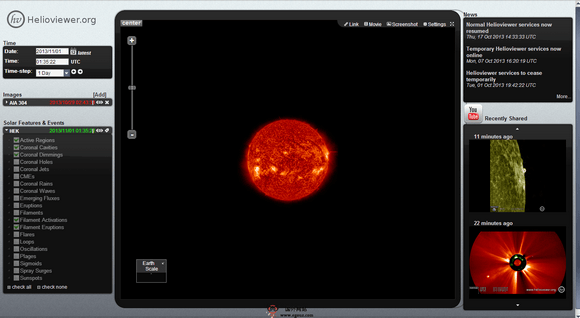 Helioviewer.org
Time
Date: 2013/11/01 latest
Time: 01:35:22 UTC
Time-step: 1 Day
Images [Add]
AIA 304
Solar Features & Events
HEK 2013/11/01 01:35:2
Active Regions
Coronal Cavities
Coronal Dimmings
Coronal Holes
Coronal Jets
CMEs
Coronal Rains
Coronal Waves
Emerging Fluxes
Eruptions
Filaments
Filament Activations
Filament Eruptions
Flares
Loops
Oscillations
Plages
Sigmoids
Spray Surges
Sunspots
check all check none
center
Link Movie Screenshot Settings
Earth
Scale
News
Normal Helioviewer services now
resumed
Thu, 17 Oct 2013 14:33:33 UTC
Temporary Helioviewer services now
online
Mon, 07 Oct 2013 16:20:19 UTC
Helioviewer services to cease
temporarily
Tue, 01 Oct 2013 19:42:22 UTC
More...
You Tube Recently Shared
11 minutes ago
22 minutes ago